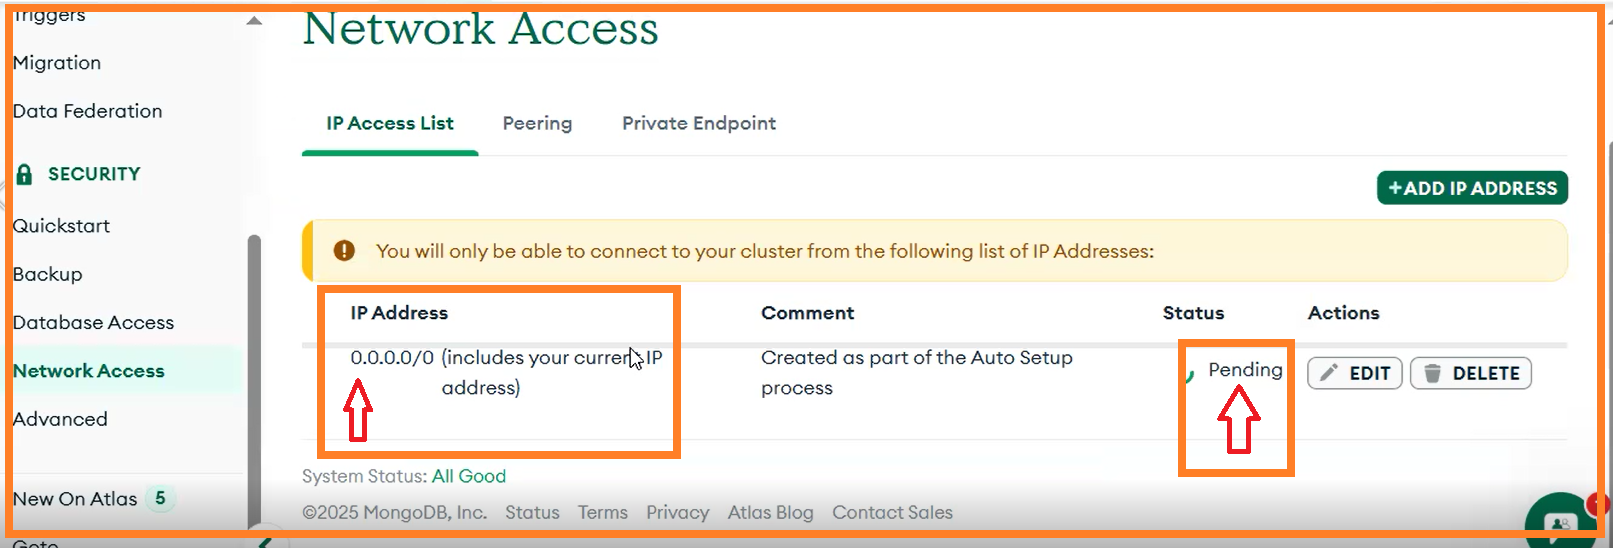 Triggers
Migration
Data Federation
SECURITY
Quickstart
Backup
Database Access
Network Access
Advanced
New On Atlas 5
Goto
Network Access
IP Access List Peering Private Endpoint
+ADD IP ADDRESS
You will only be able to connect to your cluster from the following list of IP Addresses:
IP Address Comment Status Actions
0.0.0.0/0 (includes your current IP address) Created as part of the Auto Setup process Pending EDIT DELETE
System Status: All Good
©2025 MongoDB, Inc. Status Terms Privacy Atlas Blog Contact Sales